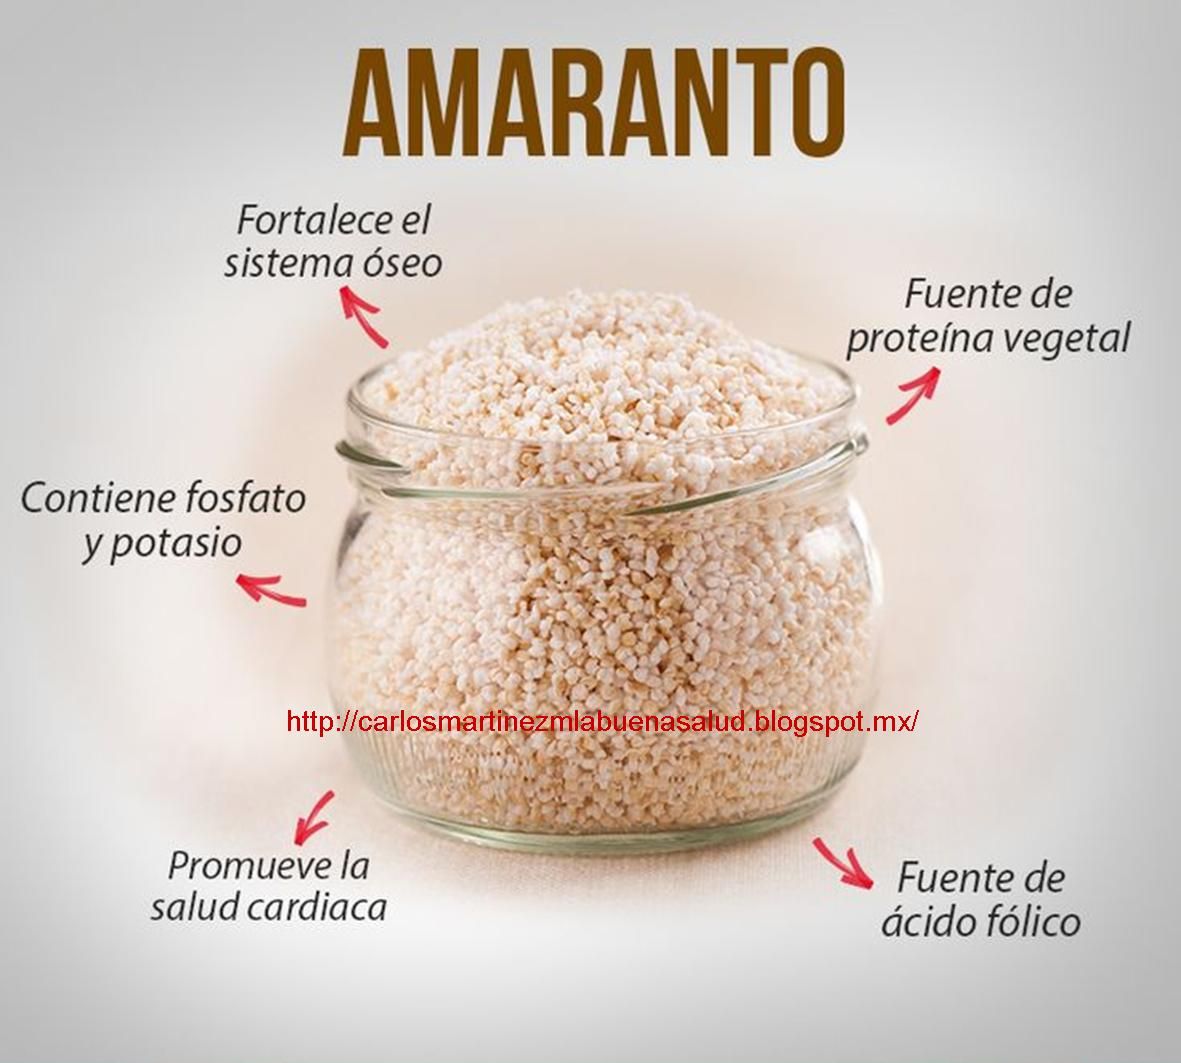 AMARANTO
Fortalece el
sistema óseo
Fuente de
proteína vegetal
Contiene fosfato
y potasio
http://carlosmartinezmlabuenasalud.blogspot.mx/
Promueve la
salud cardiaca
Fuente de
ácido fólico